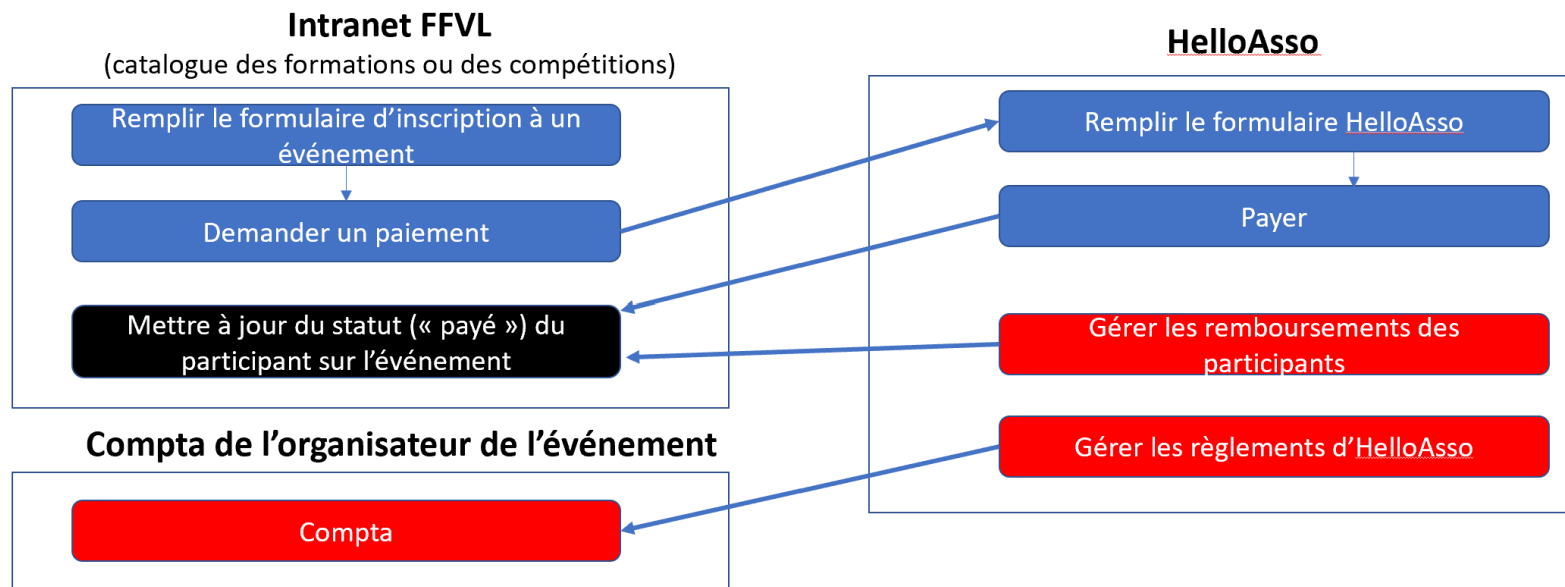 Intranet FFVL
(catalogue des formations ou des compétitions)
Remplir le formulaire d'inscription à un
événement
Demander un paiement
Mettre à jour du statut (« payé ») du
participant sur l'événement
Compta de l'organisateur de l'événement
Compta
HelloAsso
Remplir le formulaire HelloAsso
Payer
Gérer les remboursements des
participants
Gérer les règlements d'HelloAsso